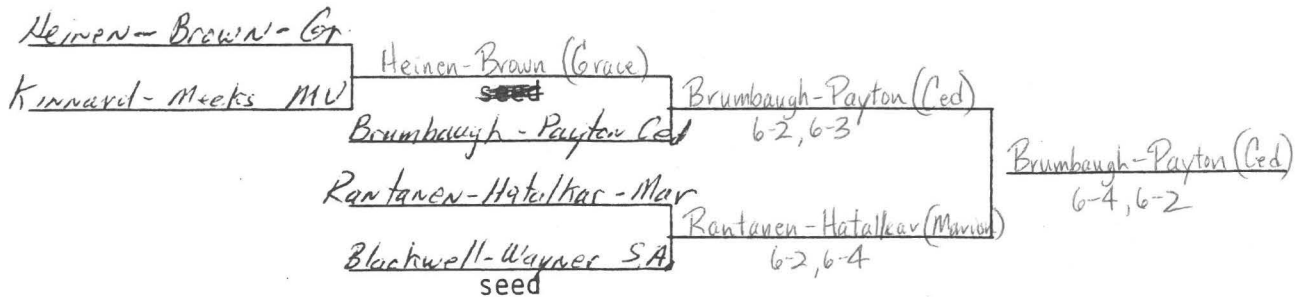 Heinen - Brown - Gr.
Kinnard - Meeks MV
Heinen-Brown (Grace)
seed
Brumbaugh - Payton Ced
Rantanen - Hatalkar - Mar
Blackwell - Wagner S.A.
seed
Brumbaugh-Payton (Ced)
6-2, 6-3
Rantanen - Hatalkar (Marion)
6-2, 6-4
Brumbaugh-Payton (Ced)
6-4, 6-2